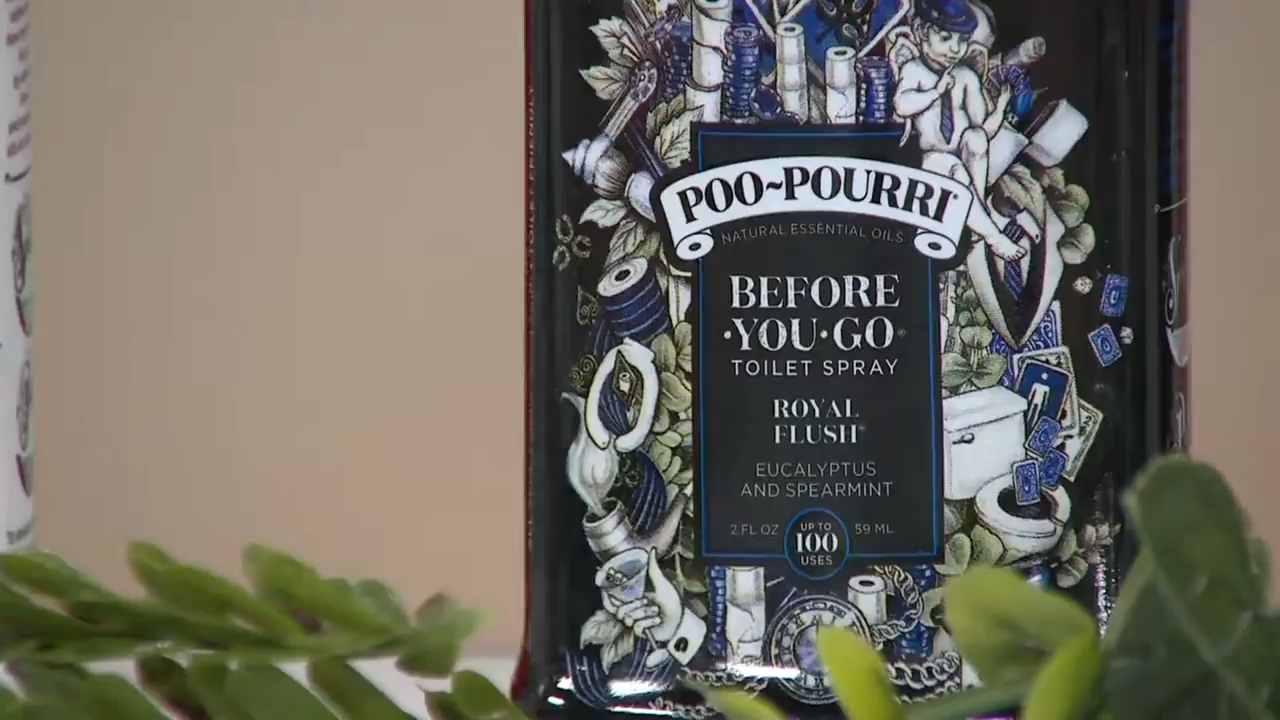 POO~POURRI
NATURAL ESSENTIAL OILS
BEFORE
·YOU·GO
TOILET SPRAY
ROYAL
FLUSH
EUCALYPTUS
AND SPEARMINT
2 FL OZ
UP TO
100
USES
59 ML